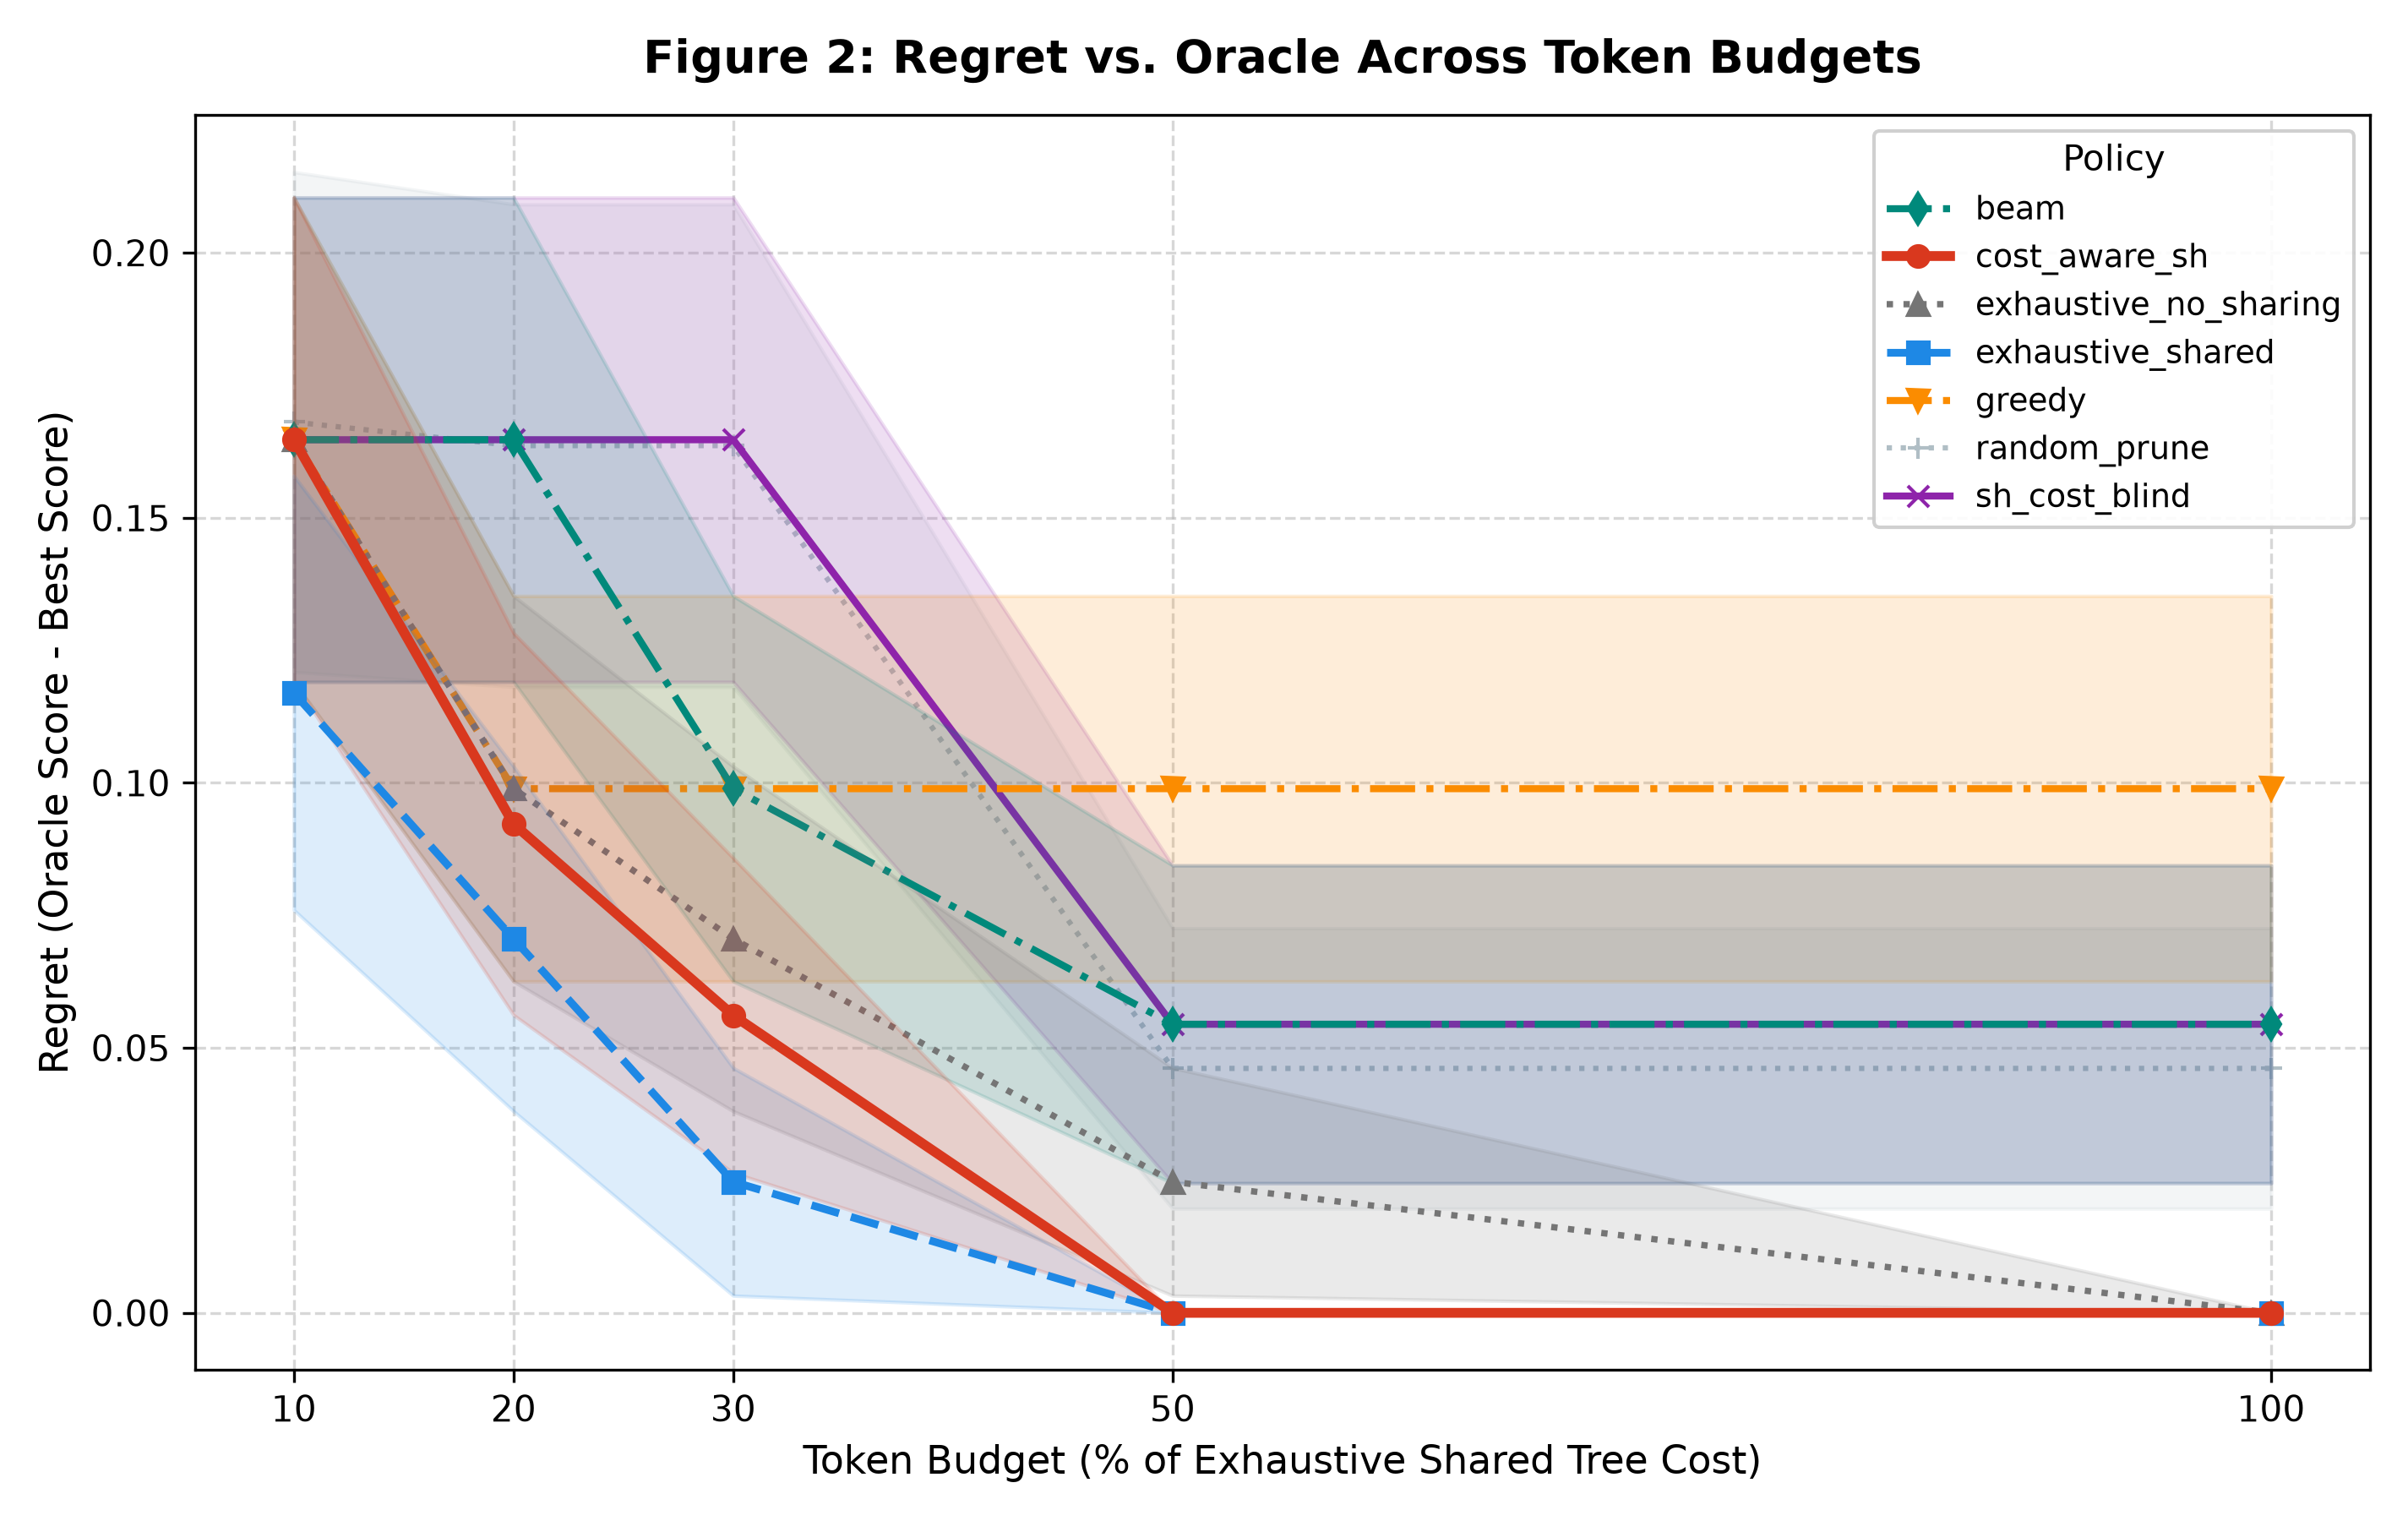 Figure 2: Regret vs. Oracle Across Token Budgets
Regret (Oracle Score - Best Score)
0.20
0.15
0.10
0.05
0.00
Policy
beam
cost_aware_sh
exhaustive_no_sharing
exhaustive_shared
greedy
random_prune
sh_cost_blind
10 20 30 50 100
Token Budget (% of Exhaustive Shared Tree Cost)